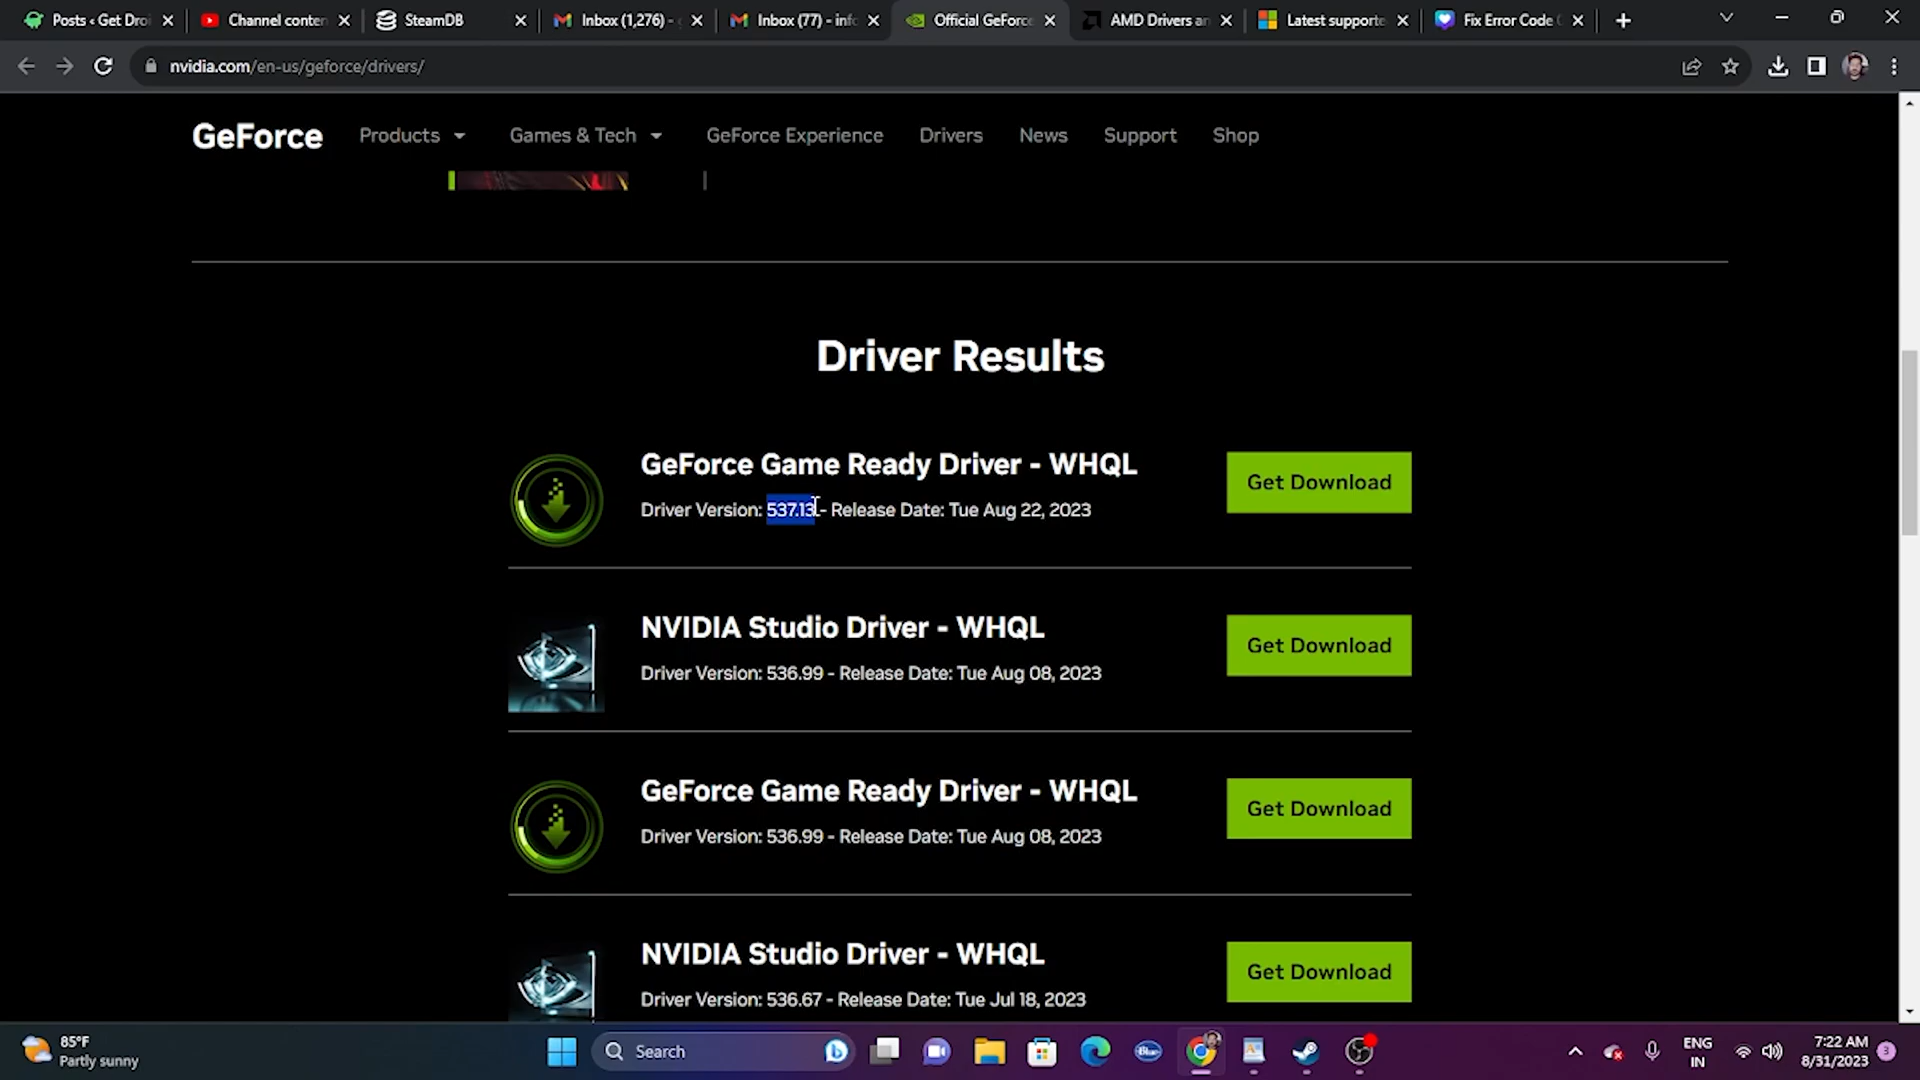 Posts ‹ Get Droi
Channel conten
SteamDB
Inbox (1,276) -
Inbox (77) - info
Official GeForce
AMD Drivers an
Latest supporte
Fix Error Code
nvidia.com/en-us/geforce/drivers/
GeForce
Products
Games & Tech
GeForce Experience
Drivers
News
Support
Shop
Driver Results
GeForce Game Ready Driver - WHQL
Driver Version: 537.13 - Release Date: Tue Aug 22, 2023
Get Download
NVIDIA Studio Driver - WHQL
Driver Version: 536.99 - Release Date: Tue Aug 08, 2023
Get Download
GeForce Game Ready Driver - WHQL
Driver Version: 536.99 - Release Date: Tue Aug 08, 2023
Get Download
NVIDIA Studio Driver - WHQL
Driver Version: 536.67 - Release Date: Tue Jul 18, 2023
Get Download
85°F
Partly sunny
Search
Blue
ENG
IN
7:22 AM
8/31/2023
3